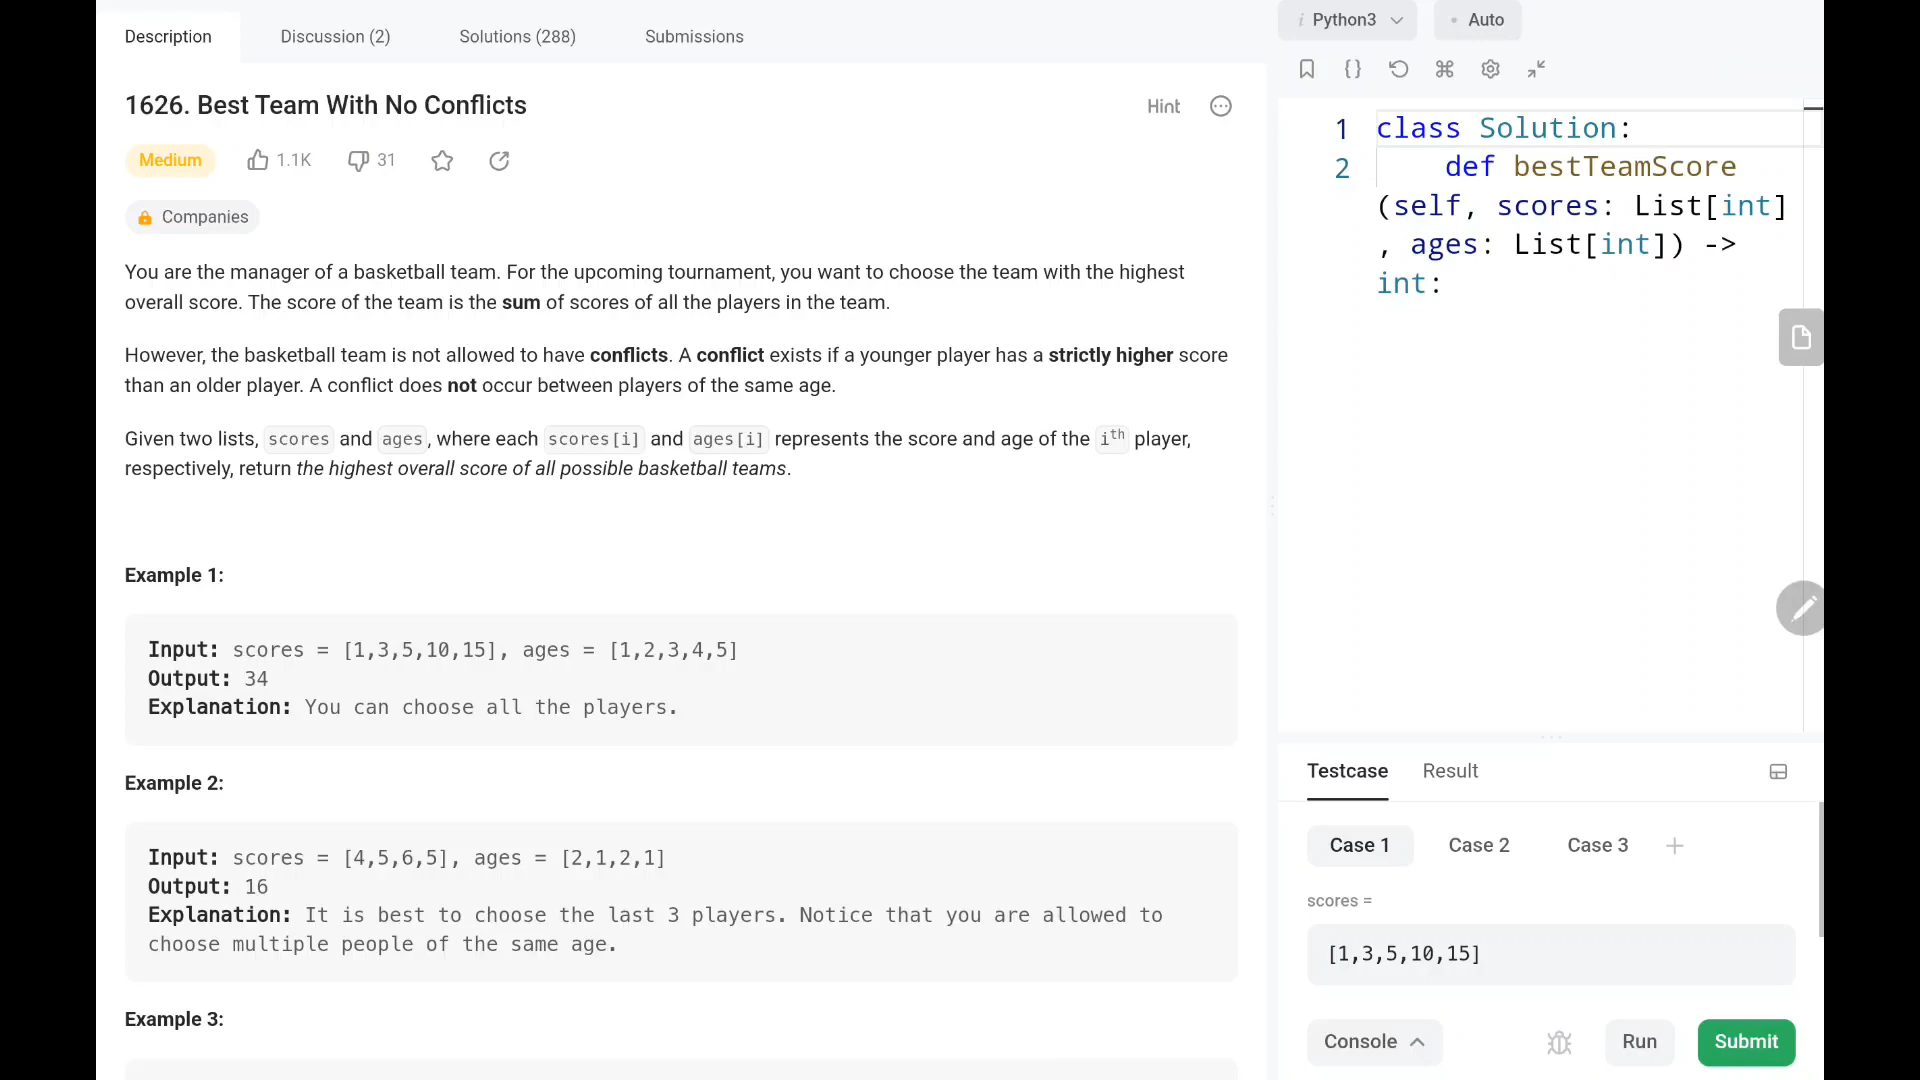 Description
Discussion (2)
Solutions (288)
Submissions
i Python3
Auto
1626. Best Team With No Conflicts
Hint
Medium
1.1K
31
Companies
You are the manager of a basketball team. For the upcoming tournament, you want to choose the team with the highest
overall score. The score of the team is the sum of scores of all the players in the team.
However, the basketball team is not allowed to have conflicts. A conflict exists if a younger player has a strictly higher score
than an older player. A conflict does not occur between players of the same age.
Given two lists, scores and ages, where each scores[i] and ages[i] represents the score and age of the ith player,
respectively, return the highest overall score of all possible basketball teams.
Example 1:
Input: scores = [1,3,5,10,15], ages = [1,2,3,4,5]
Output: 34
Explanation: You can choose all the players.
Example 2:
Input: scores = [4,5,6,5], ages = [2,1,2,1]
Output: 16
Explanation: It is best to choose the last 3 players. Notice that you are allowed to
choose multiple people of the same age.
Example 3:
1 class Solution:
2 def bestTeamScore
(self, scores: List[int]
, ages: List[int]) ->
int:
Testcase
Result
Case 1
Case 2
Case 3
scores =
[1,3,5,10,15]
Console
Run
Submit